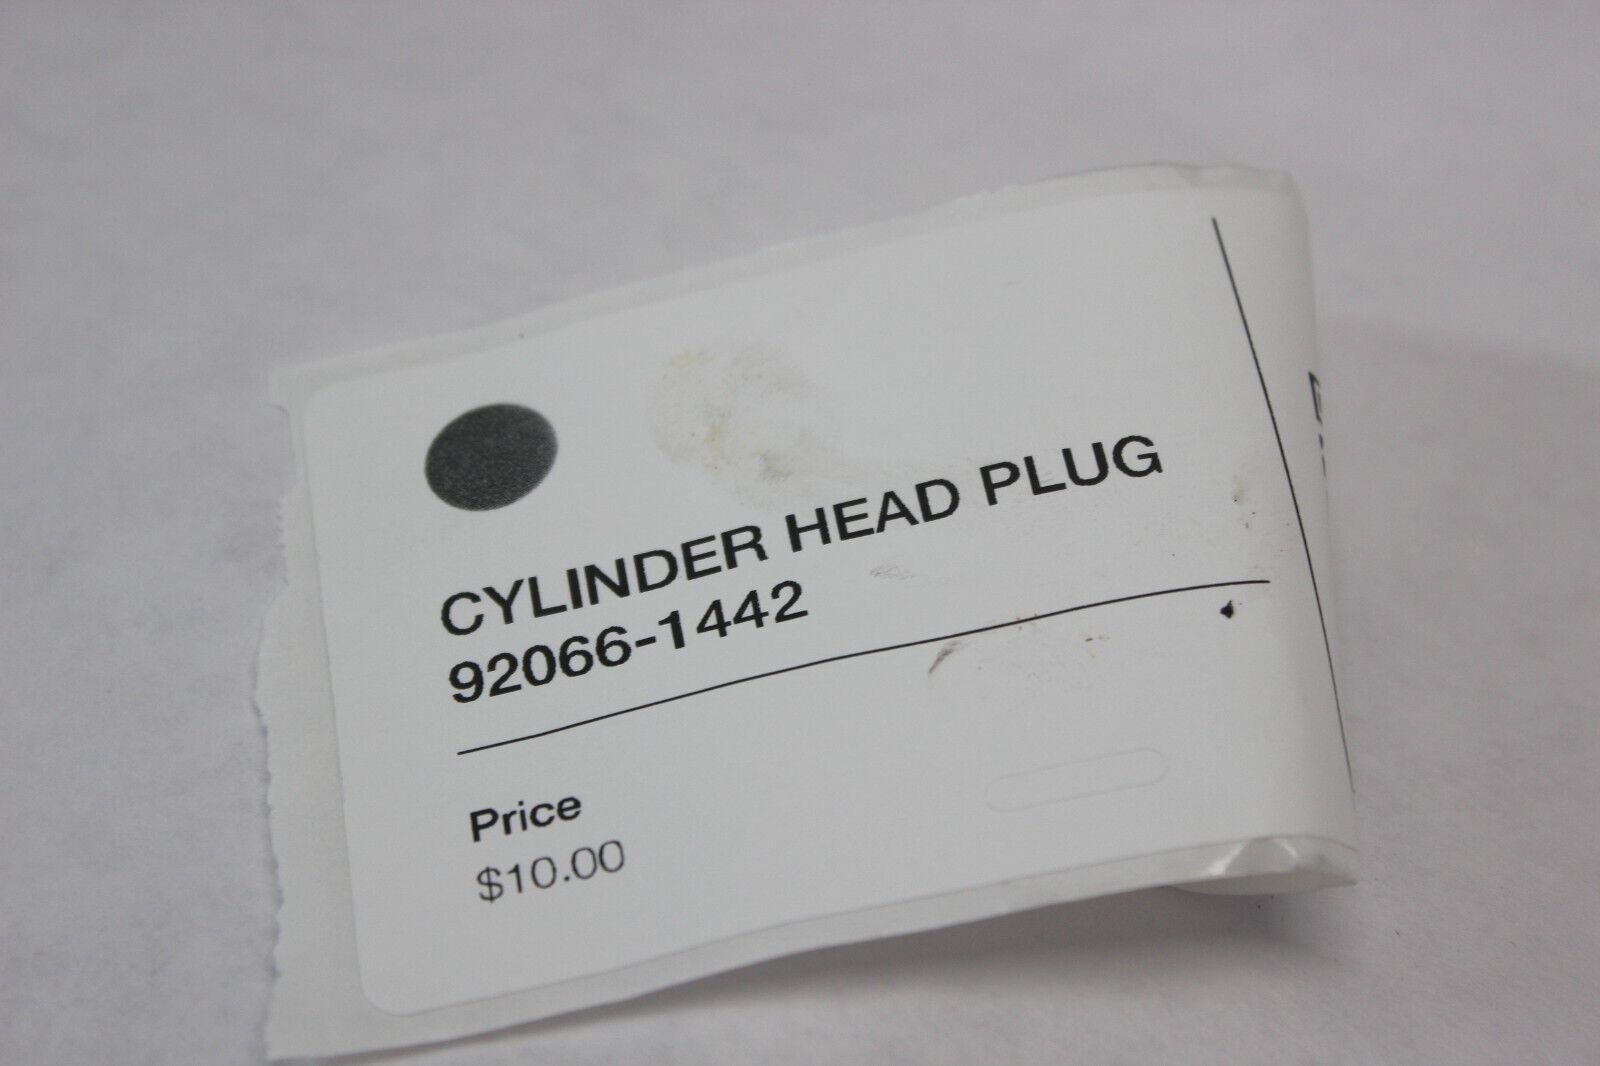 CYLINDER HEAD PLUG
92066-1442
Price
$10.00